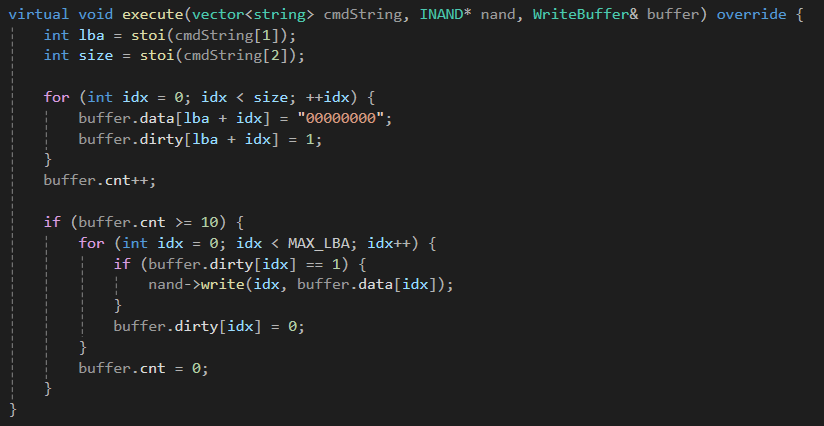 virtual void execute(vector<string> cmdString, INAND* nand, WriteBuffer& buffer) override {
    int lba = stoi(cmdString[1]);
    int size = stoi(cmdString[2]);

    for (int idx = 0; idx < size; ++idx) {
        buffer.data[lba + idx] = "00000000";
        buffer.dirty[lba + idx] = 1;
    }
    buffer.cnt++;

    if (buffer.cnt >= 10) {
        for (int idx = 0; idx < MAX_LBA; idx++) {
            if (buffer.dirty[idx] == 1) {
                nand->write(idx, buffer.data[idx]);
            }
            buffer.dirty[idx] = 0;
        }
        buffer.cnt = 0;
    }
}